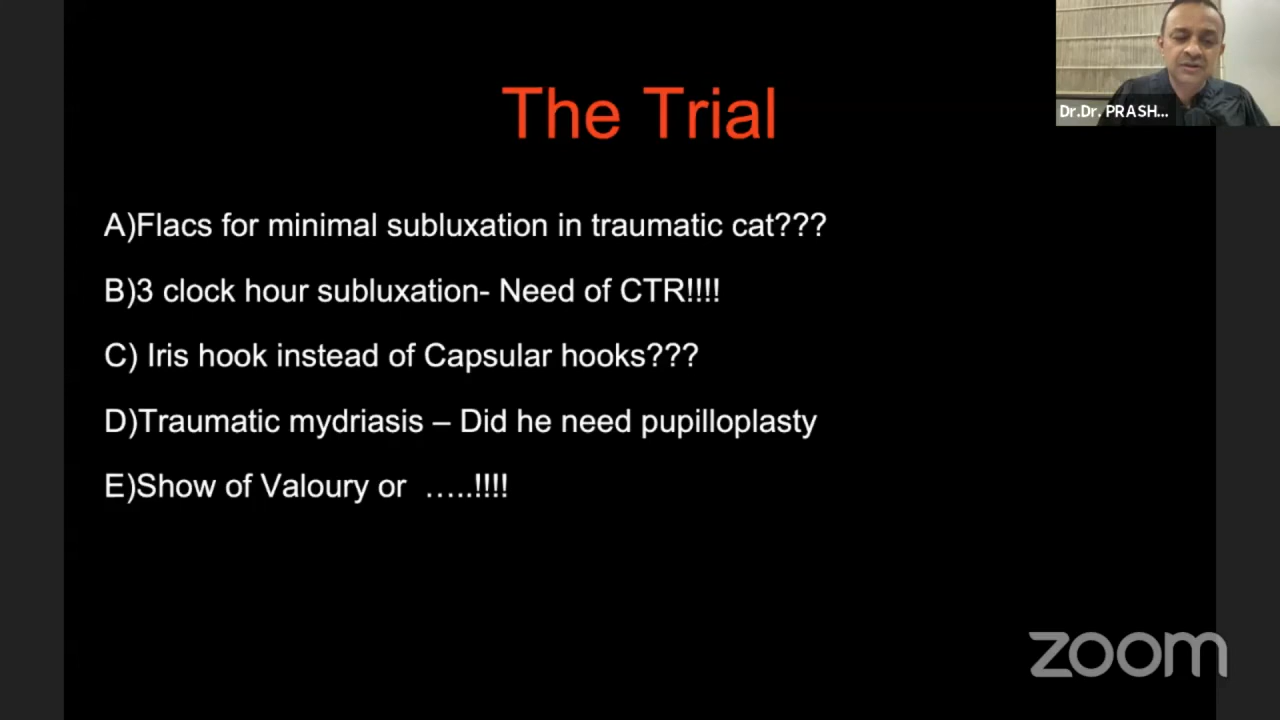 The Trial
Dr.Dr. PRASH...
A)Flacs for minimal subluxation in traumatic cat???
B)3 clock hour subluxation- Need of CTR!!!!
C) Iris hook instead of Capsular hooks???
D)Traumatic mydriasis – Did he need pupilloplasty
E)Show of Valoury or …..!!!!
zoom